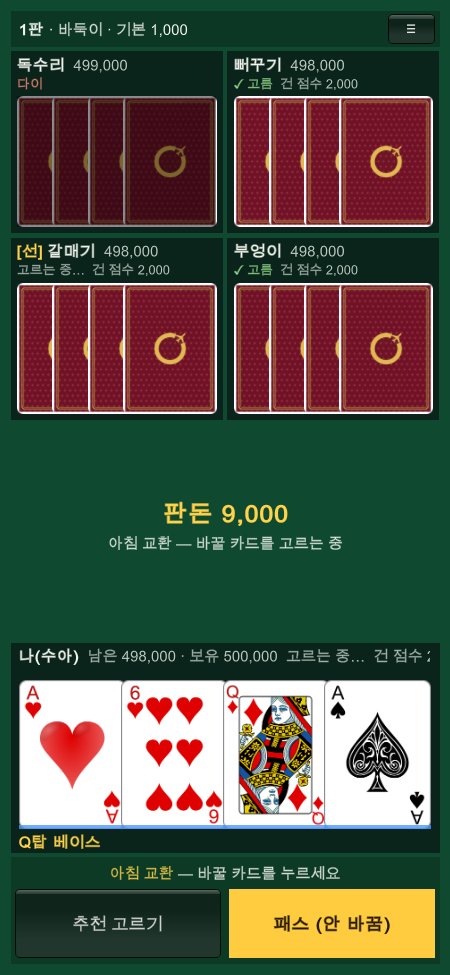 1판 · 바둑이 · 기본 1,000
☰
독수리 499,000
다이
뻐꾸기 498,000
✓ 고름 건 점수 2,000
[선] 갈매기 498,000
고르는 중… 건 점수 2,000
부엉이 498,000
✓ 고름 건 점수 2,000
판돈 9,000
아침 교환 — 바꿀 카드를 고르는 중
나(수아) 남은 498,000 · 보유 500,000 고르는 중… 건 점수
A 6 Q A
A 9 Q A
Q탑 베이스
아침 교환 — 바꿀 카드를 누르세요
추천 고르기
패스 (안 바꿈)